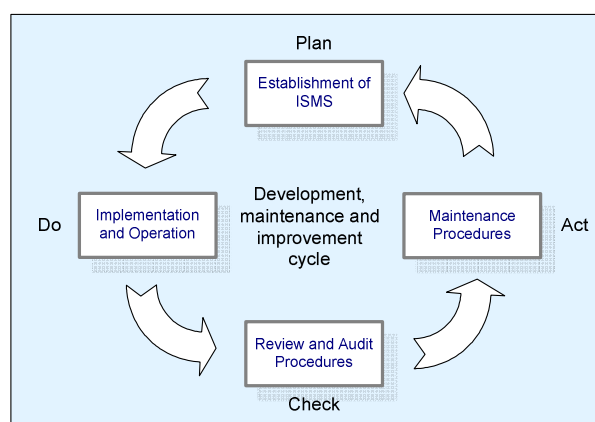 Plan
Establishment of
ISMS
Do
Implementation
and Operation
Development,
maintenance and
improvement
cycle
Maintenance
Procedures
Act
Review and Audit
Procedures
Check